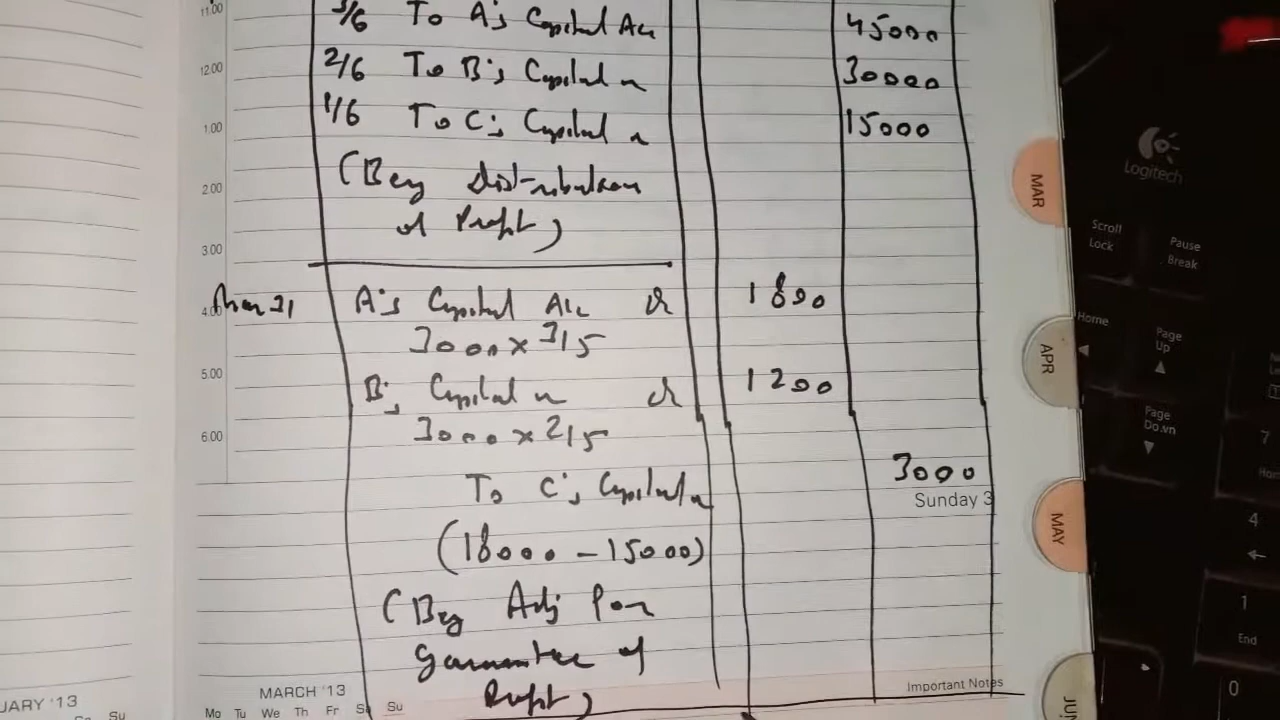 11.00
3/6 To A's Capital A/c 45000
12.00
2/6 To B's Capital " 30000
1/6 To C's Capital " 15000
1.00
(Being distribution
2.00
of Profit)
3.00
Mar 31 A's Capital A/c dr 1800
4.00
3000 x 3/5
5.00
B's Capital " dr 1200
3000 x 2/5
6.00
To C's Capital " 3000
Sunday 3
(18000 - 15000)
(Being Adj for
guarantee of
Profit)
Important Notes
UARY '13
Su
MARCH '13
Mo Tu We Th Fr Sa Su
MAR
APR
MAY
JUN
Logitech
Scroll
Lock
Pause
Break
Home
Page
Up
Page
Down
7
4
1
End
0